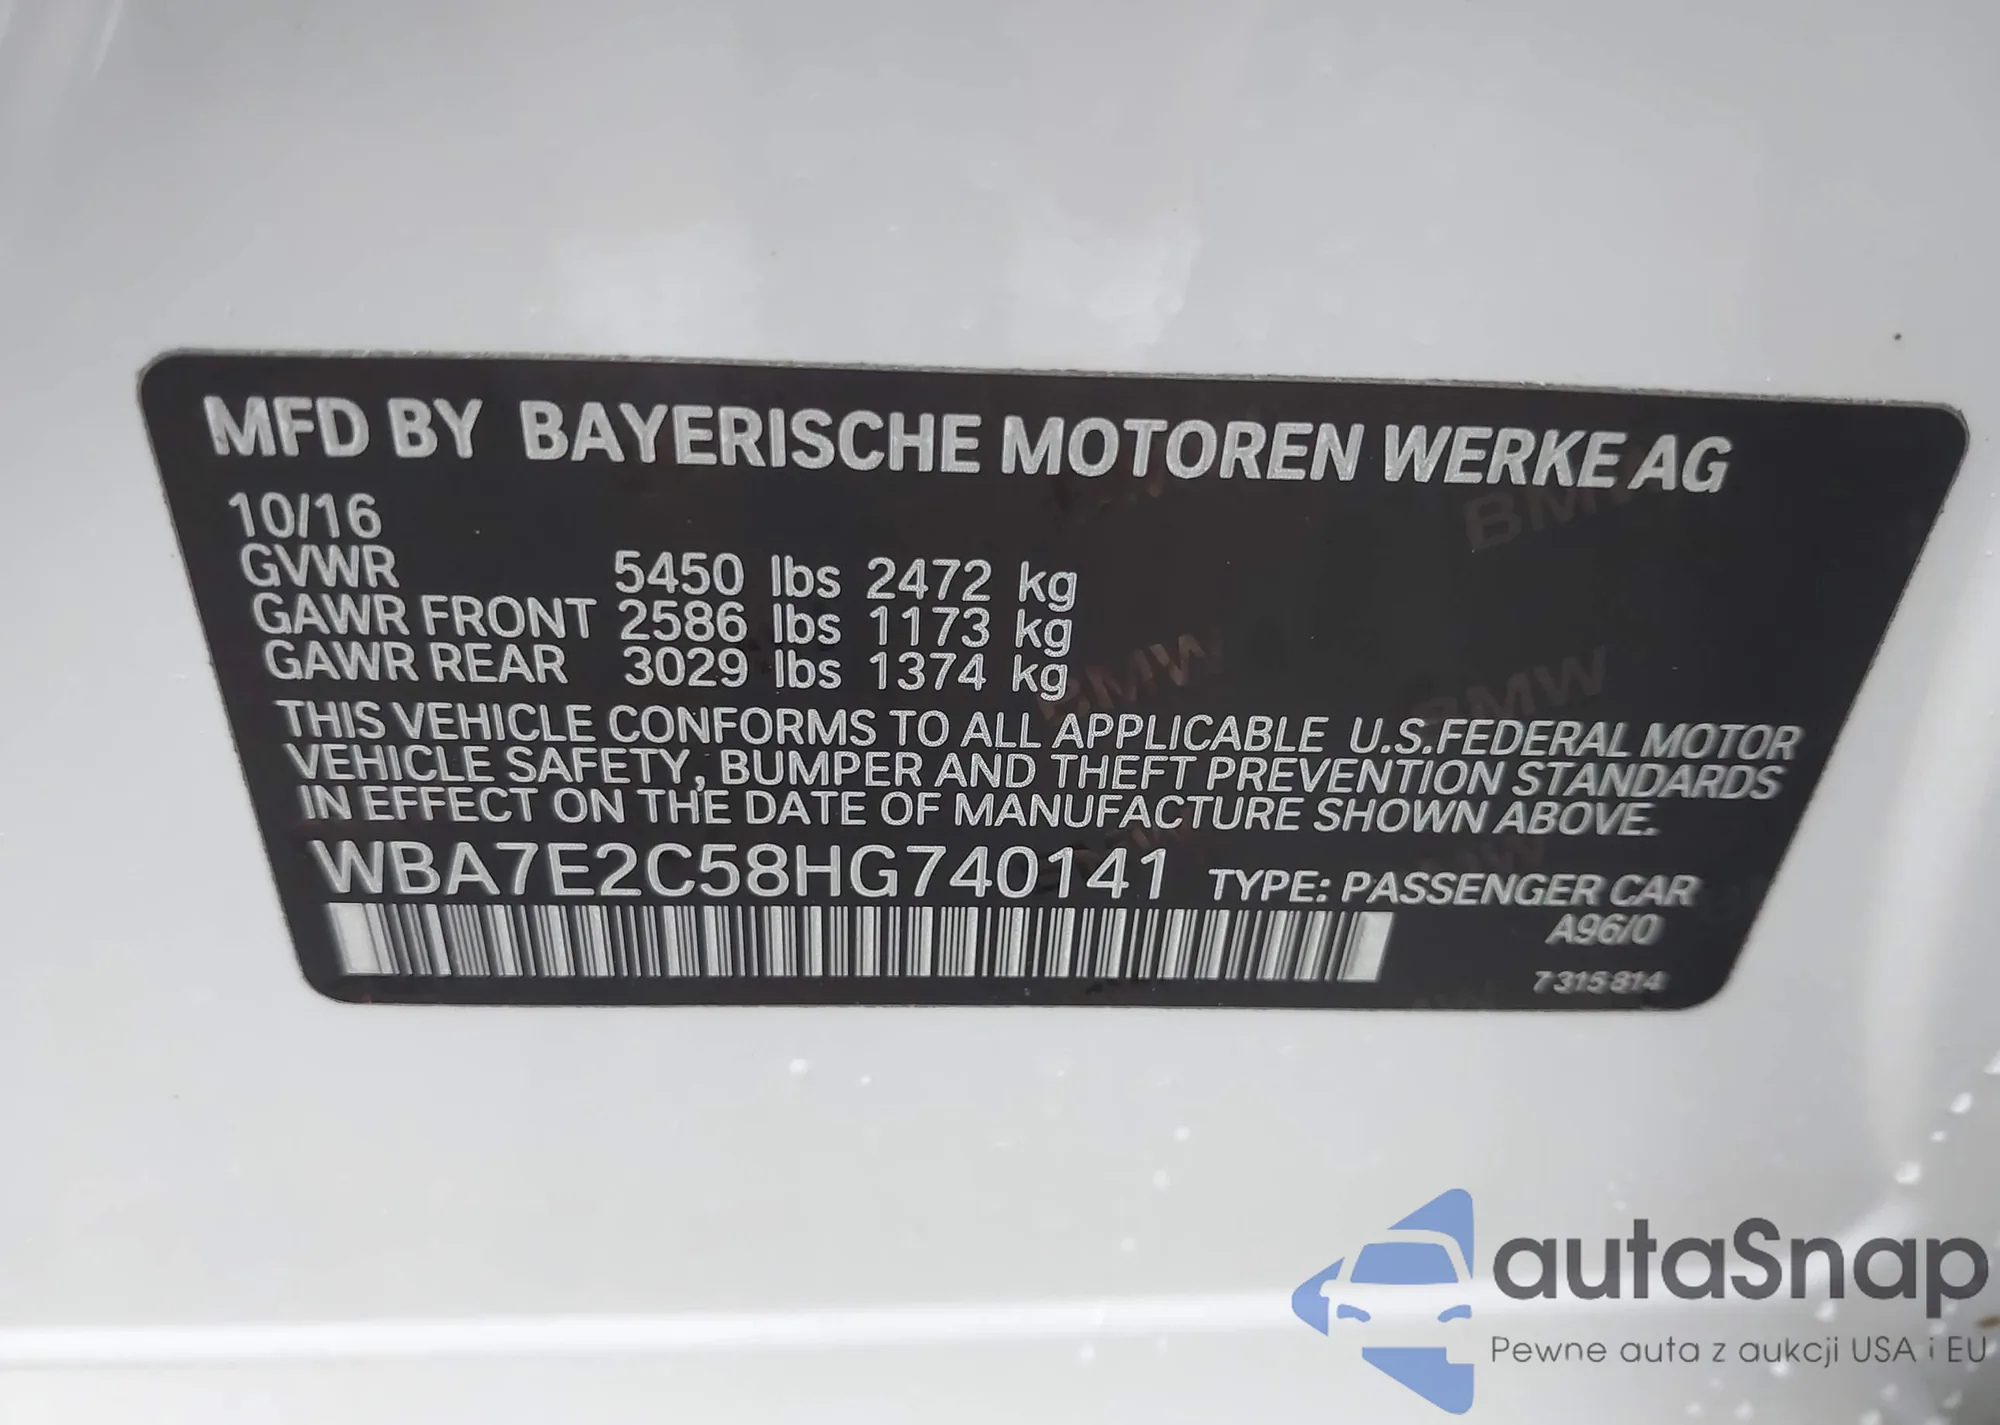 MFD BY BAYERISCHE MOTOREN WERKE AG
10/16
GVWR 5450 lbs 2472 kg
GAWR FRONT 2586 lbs 1173 kg
GAWR REAR 3029 lbs 1374 kg
THIS VEHICLE CONFORMS TO ALL APPLICABLE U.S.FEDERAL MOTOR
VEHICLE SAFETY, BUMPER AND THEFT PREVENTION STANDARDS
IN EFFECT ON THE DATE OF MANUFACTURE SHOWN ABOVE.
WBA7E2C58HG740141 TYPE: PASSENGER CAR
A96/0
7 315 814
BMW
BMW
BMW
autaSnap
Pewne auta z aukcji USA i EU